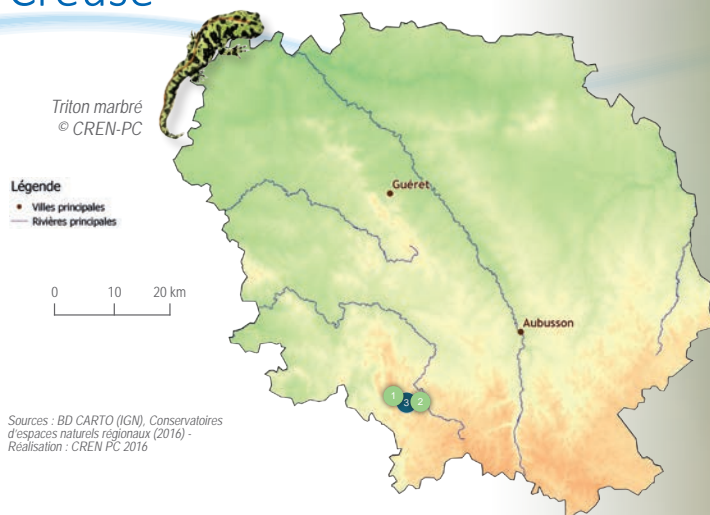 Creuse
Triton marbré
© CREN-PC
Légende
Villes principales
Rivières principales
0 10 20 km
Guéret
Aubusson
1
3
2
Sources : BD CARTO (IGN), Conservatoires
d'espaces naturels régionaux (2016) -
Réalisation : CREN PC 2016